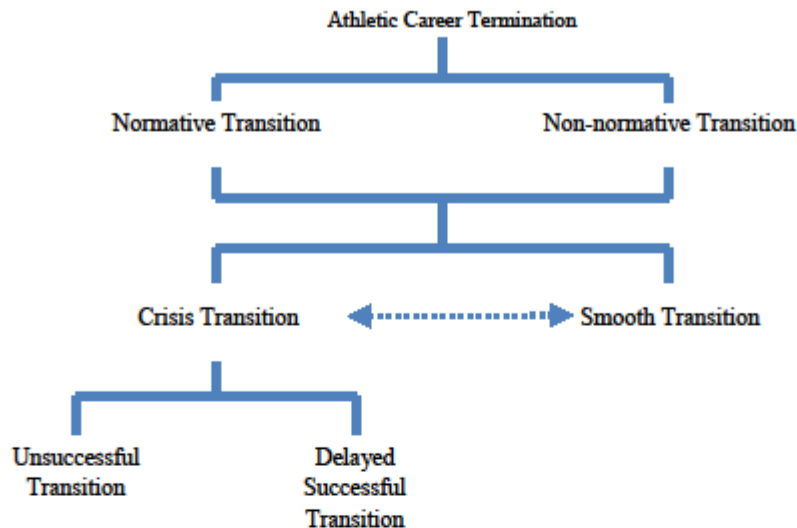 Athletic Career Termination
Normative Transition
Non-normative Transition
Crisis Transition
Smooth Transition
Unsuccessful
Transition
Delayed
Successful
Transition